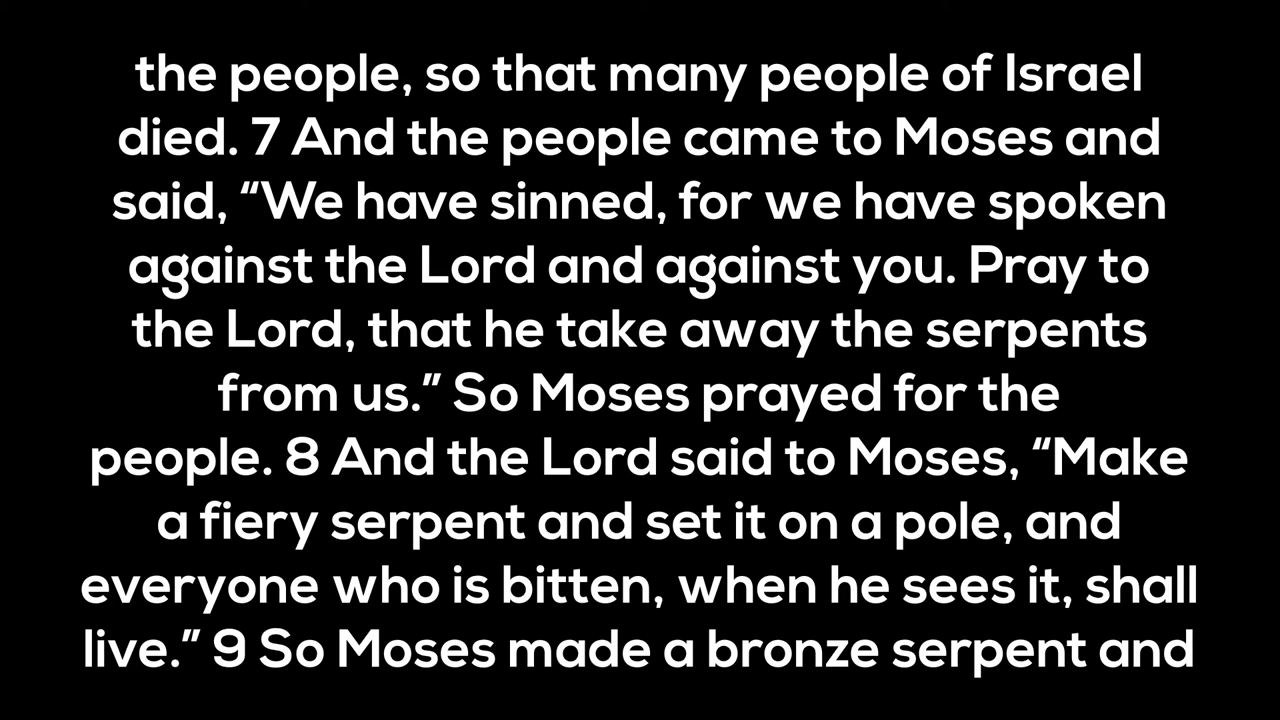 the people, so that many people of Israel
died. 7 And the people came to Moses and
said, “We have sinned, for we have spoken
against the Lord and against you. Pray to
the Lord, that he take away the serpents
from us.” So Moses prayed for the
people. 8 And the Lord said to Moses, “Make
a fiery serpent and set it on a pole, and
everyone who is bitten, when he sees it, shall
live.” 9 So Moses made a bronze serpent and